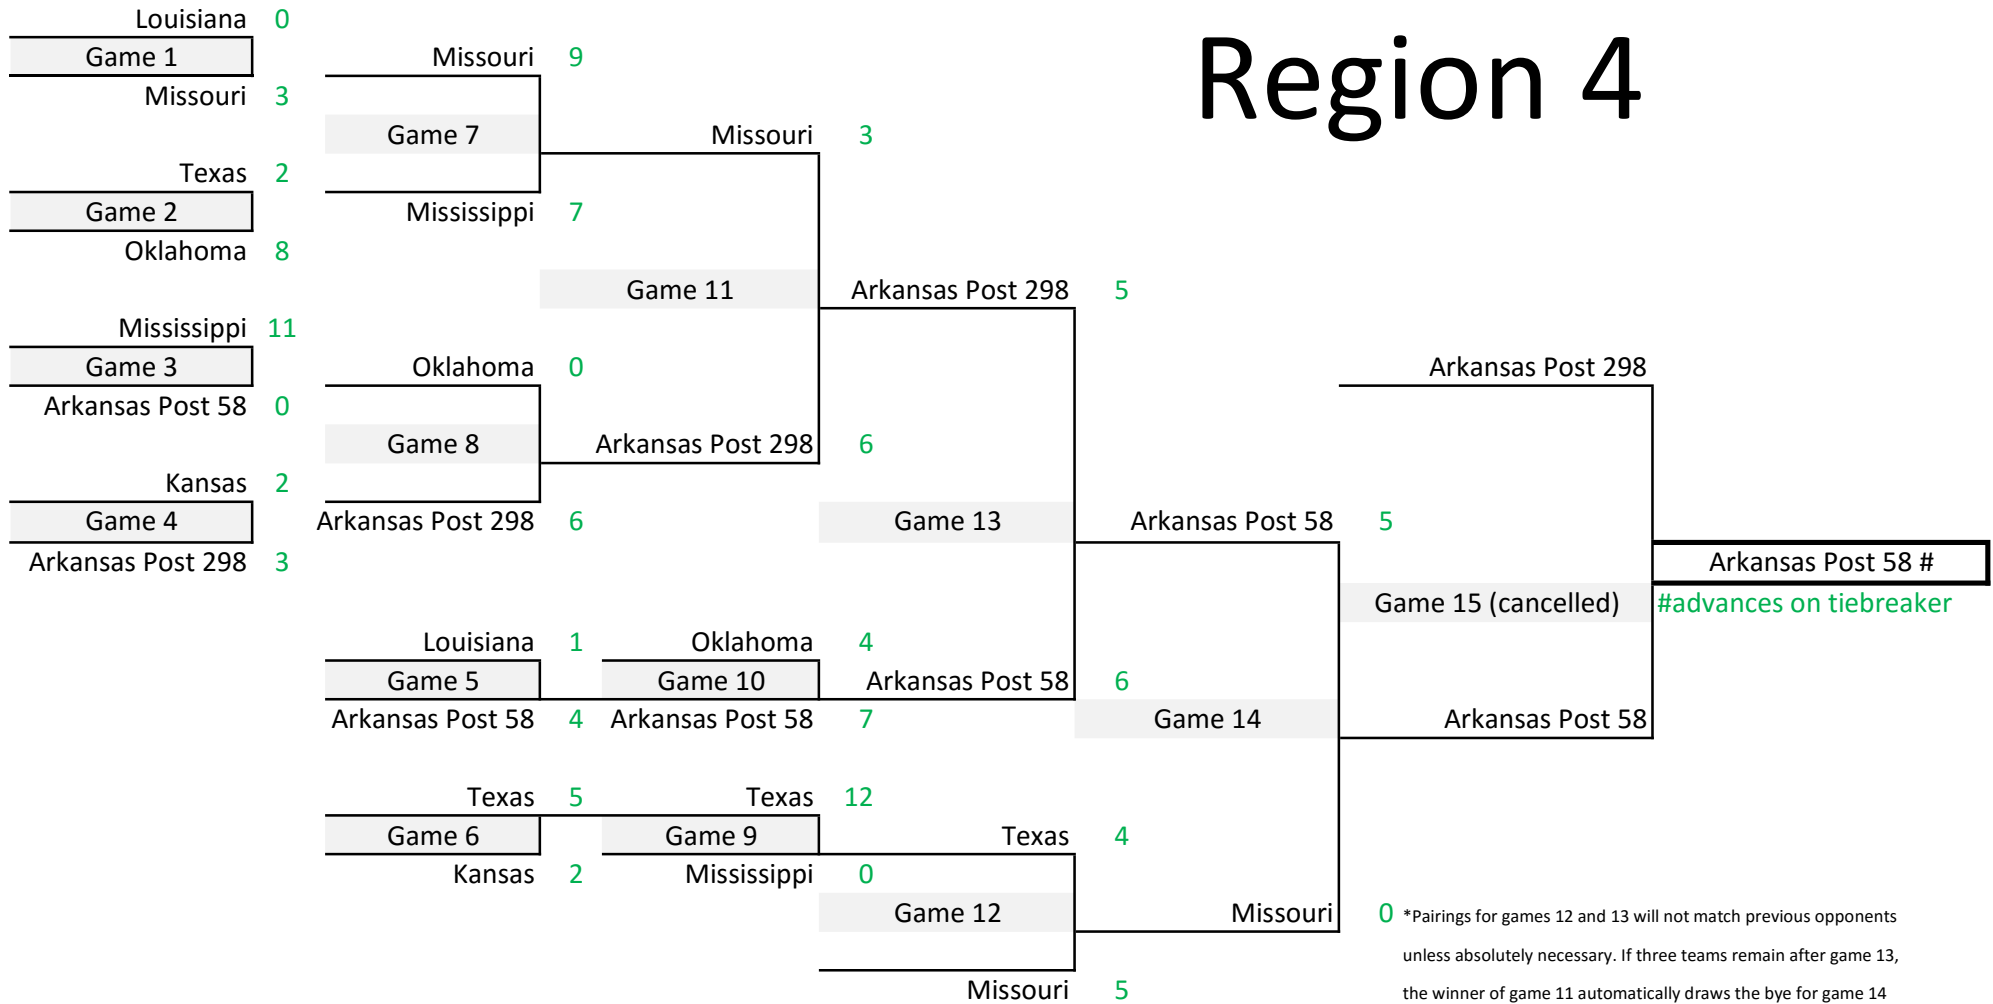 Region 4
Louisiana 0
Game 1
Missouri 3
Texas 2
Game 2
Oklahoma 8
Mississippi 11
Game 3
Arkansas Post 58 0
Kansas 2
Game 4
Arkansas Post 298 3
Missouri 9
Game 7
Mississippi 7
Oklahoma 0
Game 8
Arkansas Post 298 6
Louisiana 1
Game 5
Arkansas Post 58 4
Texas 5
Game 6
Kansas 2
Missouri 3
Game 11
Arkansas Post 298 6
Oklahoma 4
Game 10
Arkansas Post 58 7
Texas 12
Game 9
Mississippi 0
Arkansas Post 298 5
Game 13
Arkansas Post 58 6
Texas 4
Game 12
Missouri 5
Arkansas Post 58 5
Game 14
Missouri 0
Arkansas Post 298
Game 15 (cancelled)
Arkansas Post 58
Arkansas Post 58 #
#advances on tiebreaker
*Pairings for games 12 and 13 will not match previous opponents
unless absolutely necessary. If three teams remain after game 13,
the winner of game 11 automatically draws the bye for game 14